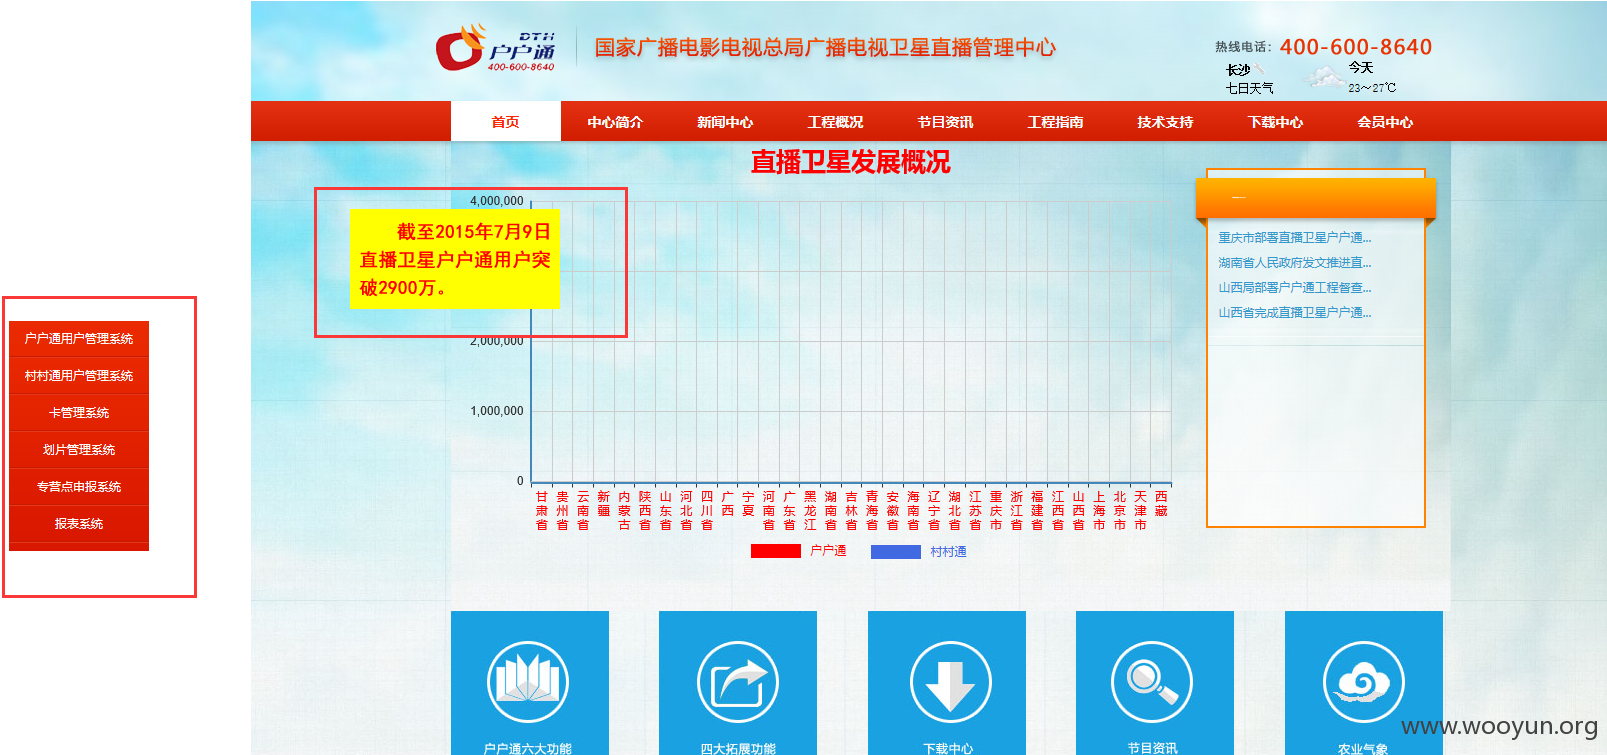 DTH
户户通
400-600-8640
国家广播电影电视总局广播电视卫星直播管理中心
热线电话：400-600-8640
长沙
今天
七日天气
23～27℃
首页 中心简介 新闻中心 工程概况 节目资讯 工程指南 技术支持 下载中心 会员中心
直播卫星发展概况
4,000,000
截至2015年7月9日
直播卫星户户通用户突
破2900万。
2,000,000
1,000,000
0
甘肃省 贵州省 云南省 新疆 内蒙古 陕西省 山东省 河北省 四川省 广西 宁夏 河南省 广东省 黑龙江 湖南省 吉林省 青海省 安徽省 海南省 辽宁省 湖北省 江苏省 重庆市 浙江省 福建省 江西省 山西省 上海市 北京市 天津市 西藏
户户通 村村通
重庆市部署直播卫星户户通...
湖南省人民政府发文推进直...
山西局部署户户通工程督查...
山西省完成直播卫星户户通...
户户通用户管理系统
村村通用户管理系统
卡管理系统
划片管理系统
专营点申报系统
报表系统
户户通六大功能 四大拓展功能 下载中心 节目资讯 农业气象
www.wooyun.org